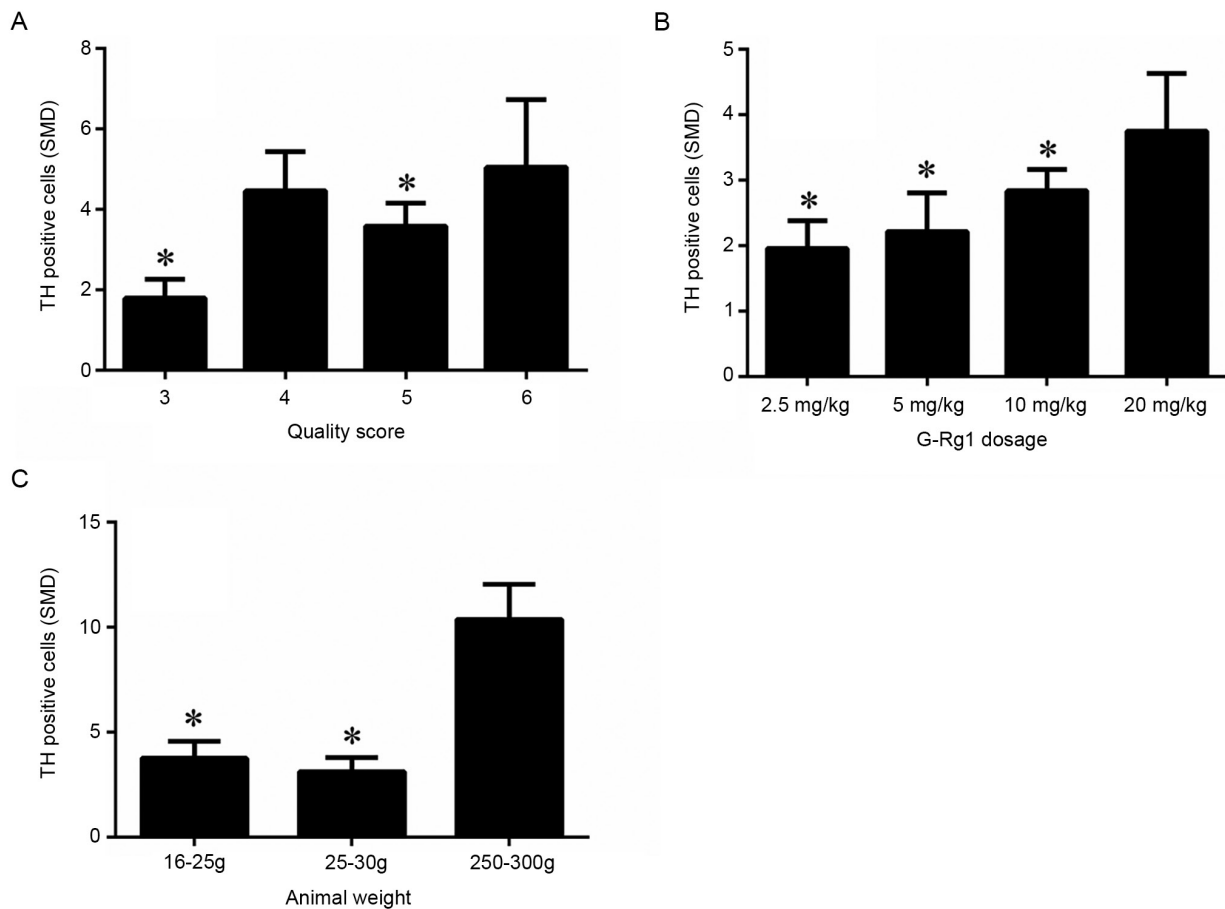 A
TH positive cells (SMD)
8
6
4
2
0
*
*
3 4 5 6
Quality score
B
TH positive cells (SMD)
5
4
3
2
1
0
*
*
*
2.5 mg/kg 5 mg/kg 10 mg/kg 20 mg/kg
G-Rg1 dosage
C
TH positive cells (SMD)
15
10
5
0
*
*
16-25g 25-30g 250-300g
Animal weight